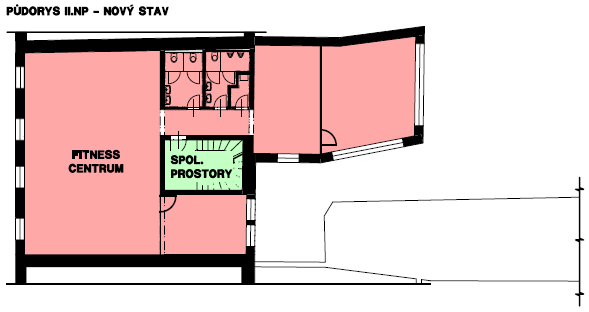 PŮDORYS II.NP - NOVÝ STAV
FITNESS
CENTRUM
SPOL.
PROSTORY